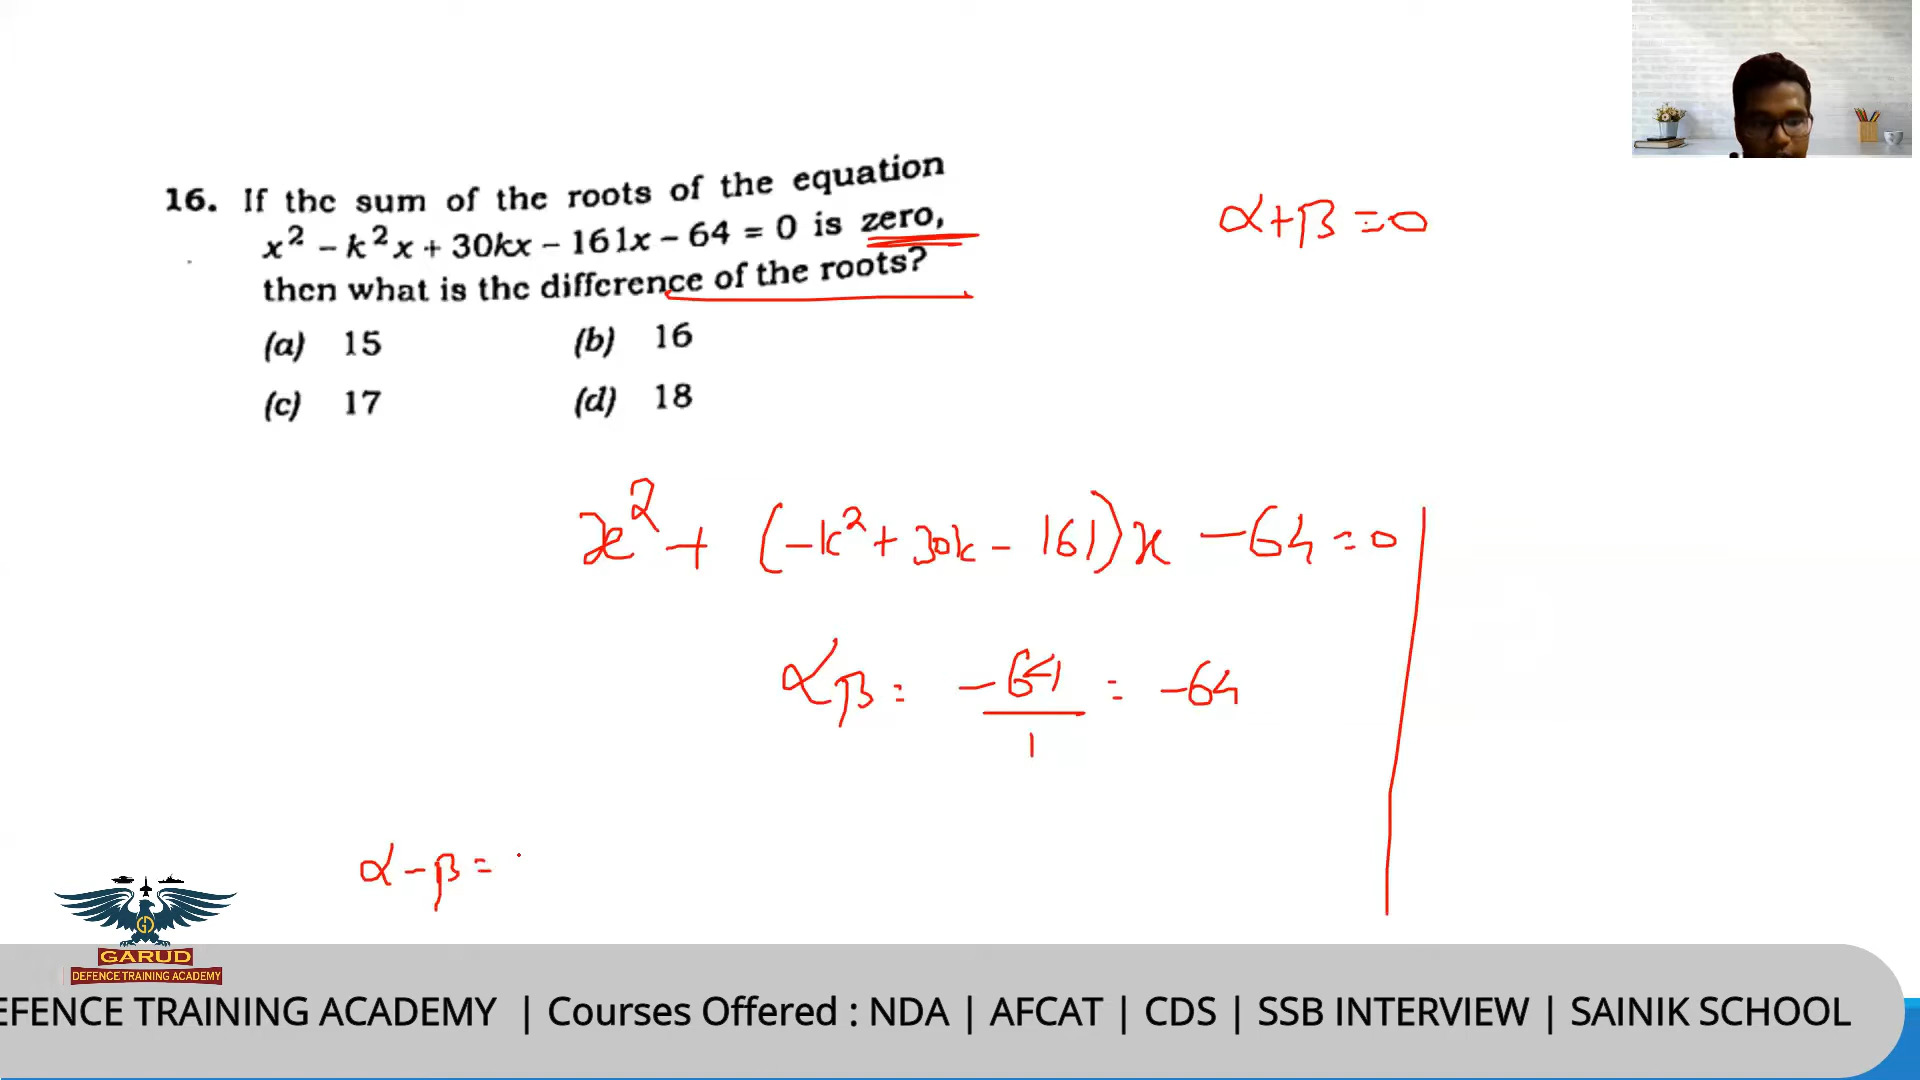 16. If the sum of the roots of the equation
x² – k²x + 30kx – 161x – 64 = 0 is zero,
then what is the difference of the roots?
(a) 15 (b) 16
(c) 17 (d) 18
α+β=0
x² + (-k²+30k-161)x -64=0
αβ = -64/1 = -64
α-β=
GARUD
DEFENCE TRAINING ACADEMY
EFENCE TRAINING ACADEMY | Courses Offered : NDA | AFCAT | CDS | SSB INTERVIEW | SAINIK SCHOOL